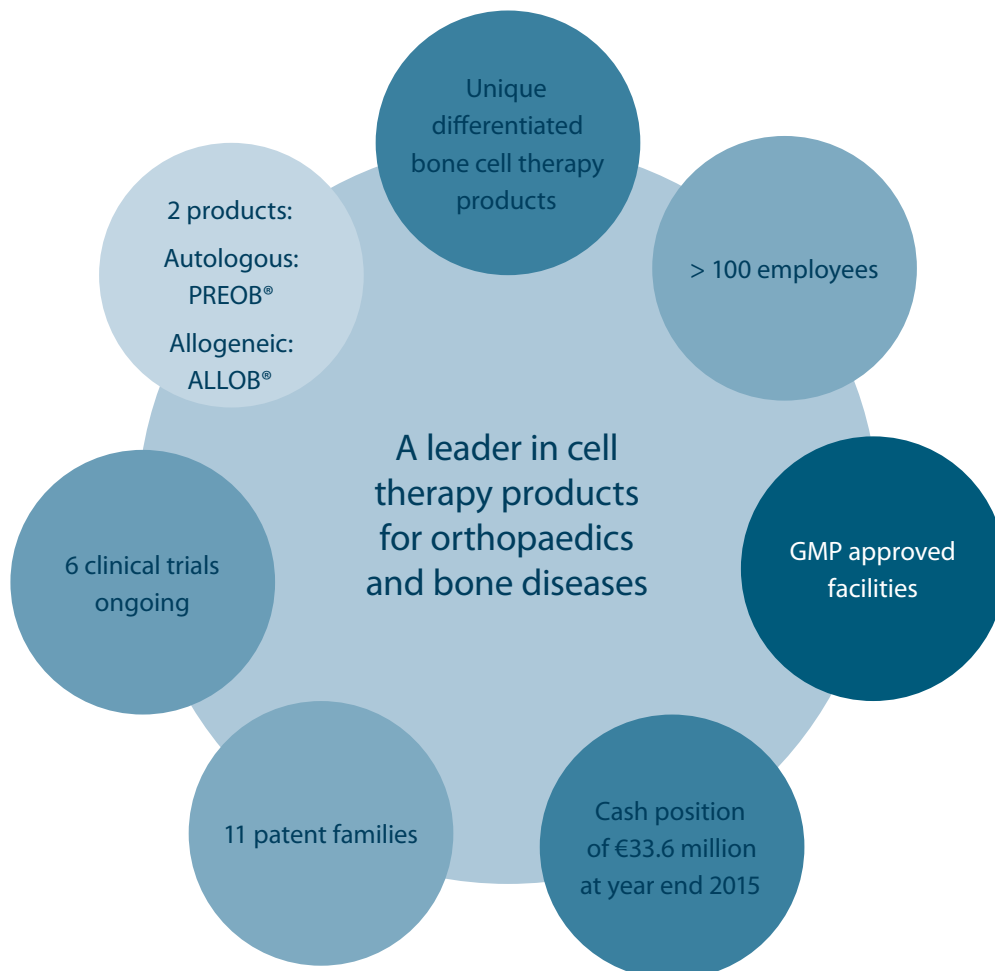 Unique
differentiated
bone cell therapy
products
> 100 employees
GMP approved
facilities
Cash position
of €33.6 million
at year end 2015
11 patent families
6 clinical trials
ongoing
2 products:
Autologous:
PREOB®
Allogeneic:
ALLOB®
A leader in cell
therapy products
for orthopaedics
and bone diseases